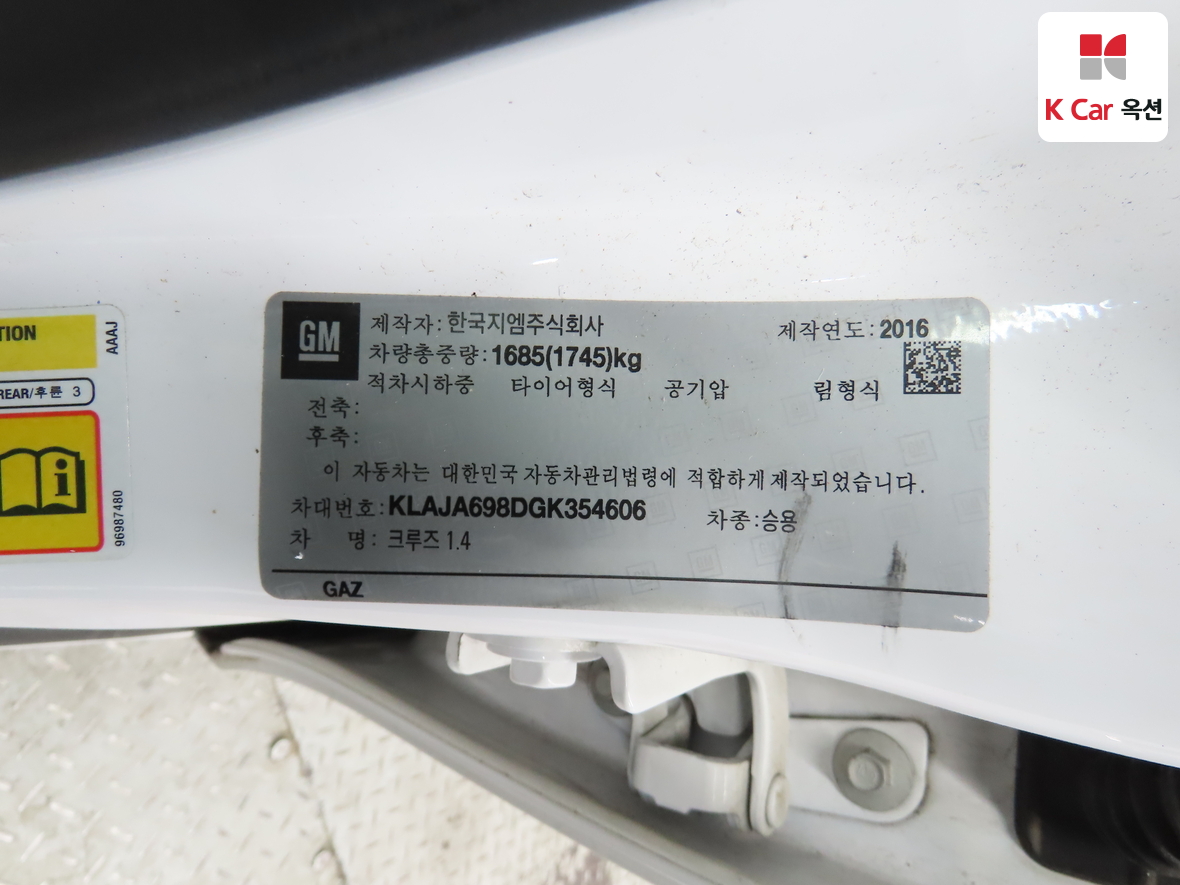 K Car 옥션
TION
AAAJ
REAR/후륜 3
96987480
GM
제작자: 한국지엠주식회사
제작연도: 2016
차량총중량: 1685(1745)kg
적차시하중 타이어형식 공기압 림형식
전축:
후축:
이 자동차는 대한민국 자동차관리법령에 적합하게 제작되었습니다.
차대번호: KLAJA698DGK354606
차종:승용
차 명: 크루즈 1.4
GAZ